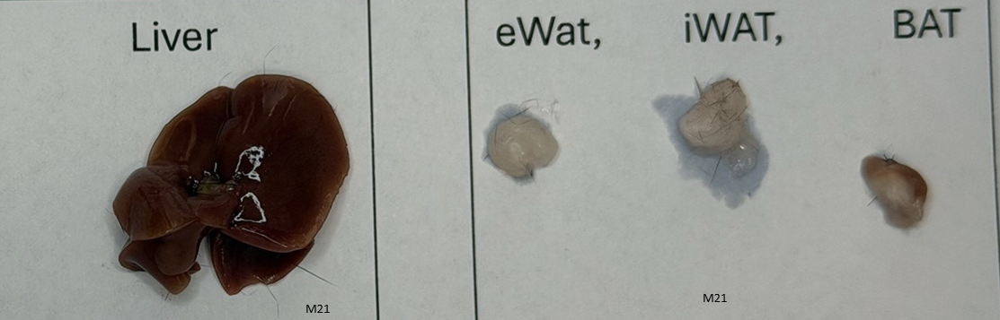 Liver
eWat,
iWAT,
BAT
M21
M21